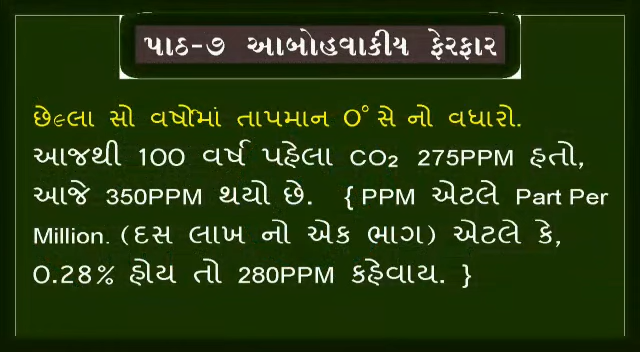 પાઠ-૭ આબોહવાકીય ફેરફાર
છેલ્લા સો વર્ષોમાં તાપમાન 0° સે નો વધારો.
આજથી 100 વર્ષ પહેલા CO₂ 275PPM હતો,
આજે 350PPM થયો છે. { PPM એટલે Part Per
Million. (દસ લાખ નો એક ભાગ) એટલે કે,
0.28% હોય તો 280PPM કહેવાય. }